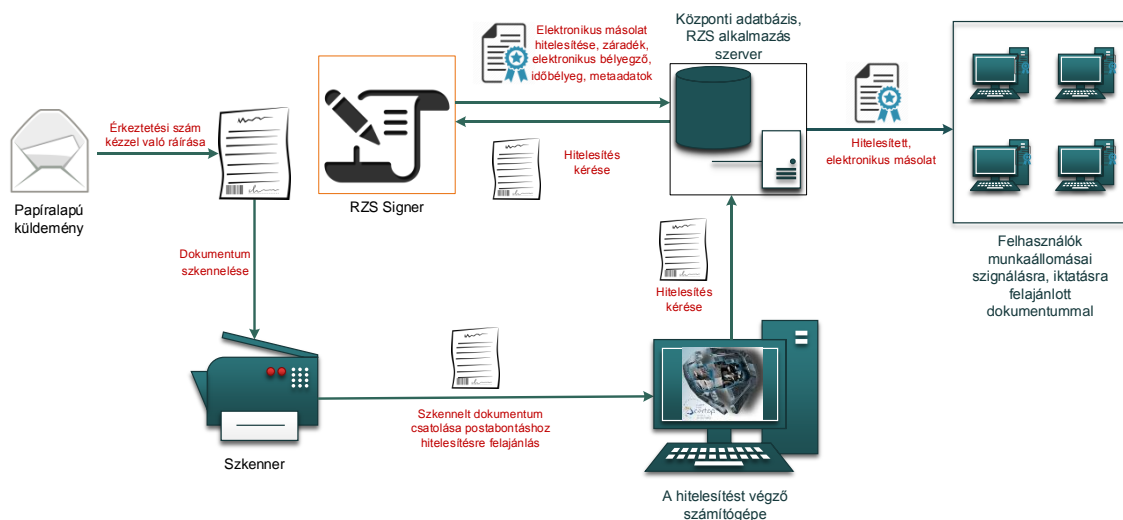 Papíralapú
küldemény
Érkeztetési szám
kézzel való ráírása
Dokumentum
szkennelése
Szkenner
Szkennelt dokumentum
csatolása postabontáshoz
hitelesítésre felajánlás
A hitelesítést végző
számítógépe
Hitelesítés
kérése
Központi adatbázis,
RZS alkalmazás
szerver
Hitelesítés
kérése
RZS Signer
Elektronikus másolat
hitelesítése, záradék,
elektronikus bélyegző,
időbélyeg, metaadatok
Hitelesített,
elektronikus másolat
Felhasználók
munkaállomásai
szignálásra, iktatásra
felajánlott
dokumentummal